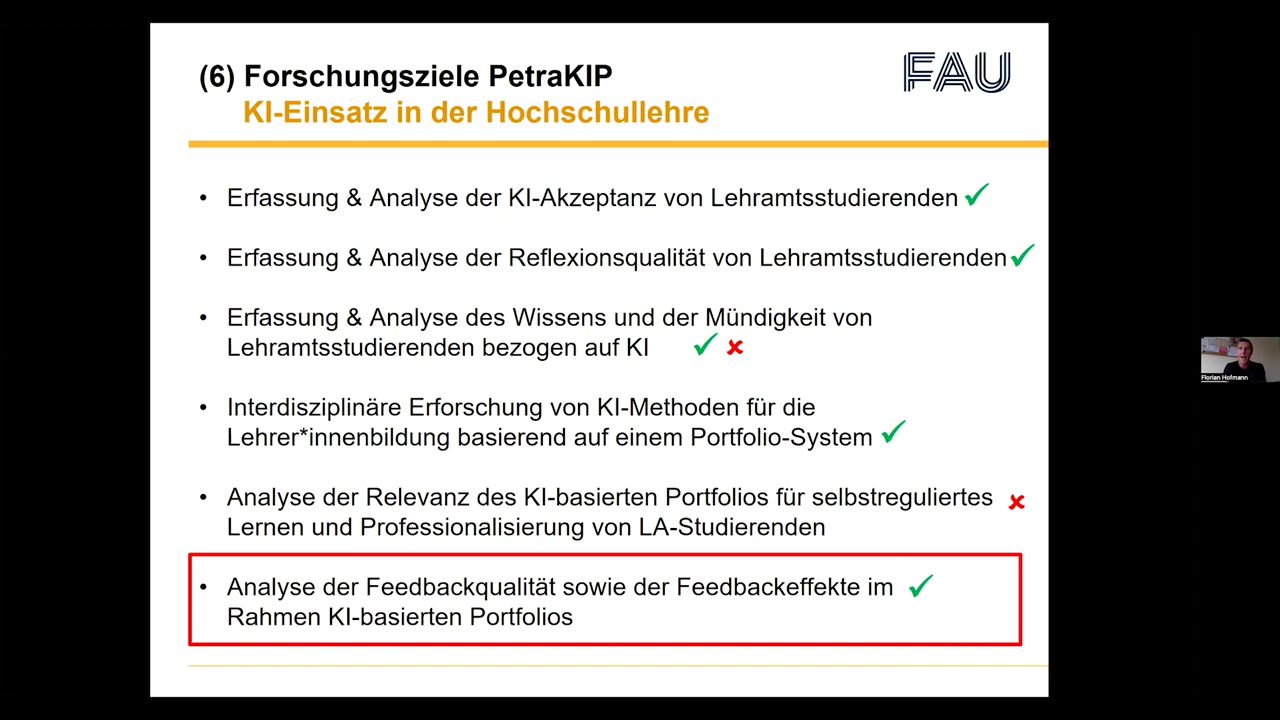 (6) Forschungsziele PetraKIP
KI-Einsatz in der Hochschullehre
FAU
• Erfassung & Analyse der KI-Akzeptanz von Lehramtsstudierenden ✓
• Erfassung & Analyse der Reflexionsqualität von Lehramtsstudierenden ✓
• Erfassung & Analyse des Wissens und der Mündigkeit von
Lehramtsstudierenden bezogen auf KI ✓ ✘
• Interdisziplinäre Erforschung von KI-Methoden für die
Lehrer*innenbildung basierend auf einem Portfolio-System ✓
• Analyse der Relevanz des KI-basierten Portfolios für selbstreguliertes ✘
Lernen und Professionalisierung von LA-Studierenden
• Analyse der Feedbackqualität sowie der Feedbackeffekte im ✓
Rahmen KI-basierten Portfolios
Florian Hofmann